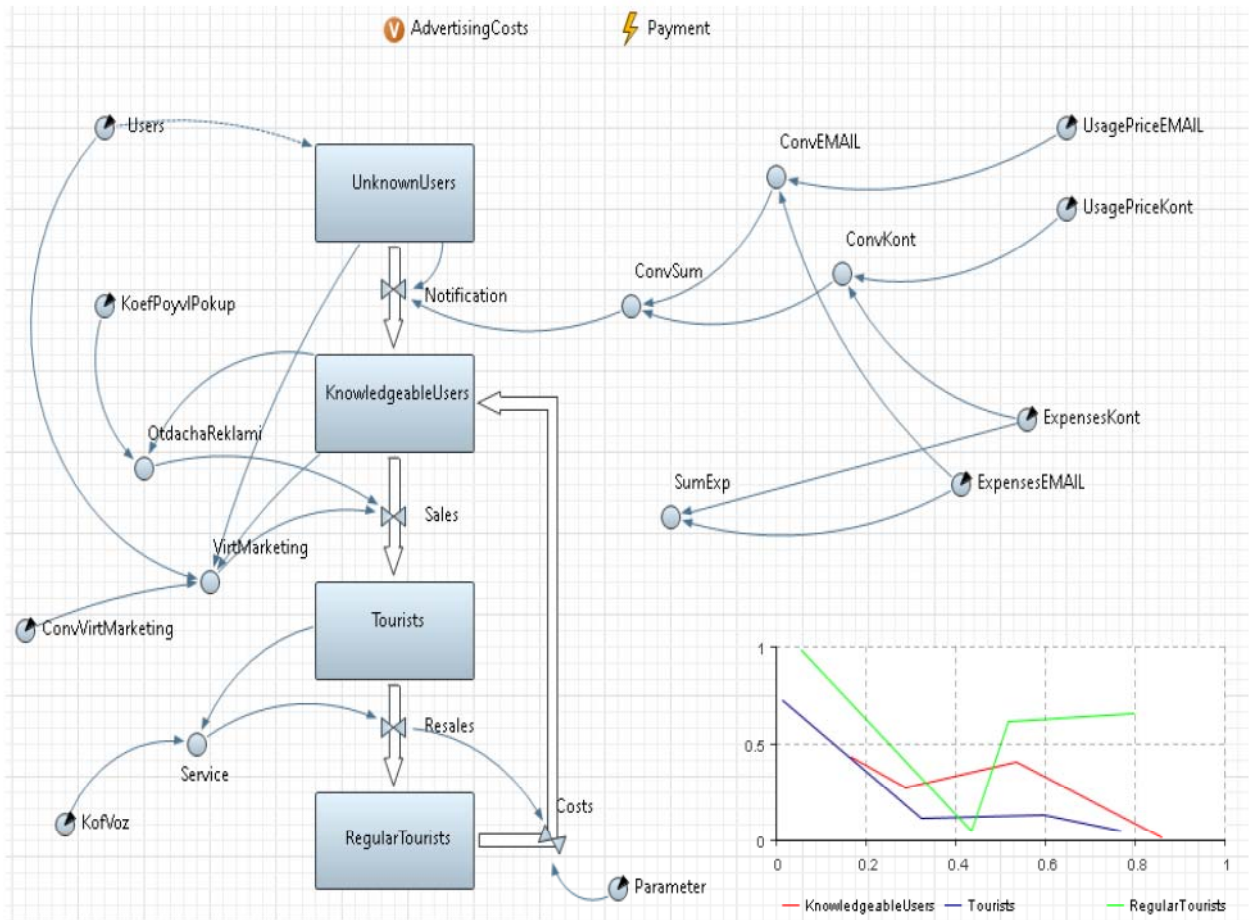 V AdvertisingCosts
Payment
Users
UsagePriceEMAIL
ConvEMAIL
UnknownUsers
UsagePriceKont
ConvKont
ConvSum
Notification
KoefPoyvlPokup
KnowledgeableUsers
OtdachaReklami
ExpensesKont
SumExp
ExpensesEMAIL
Sales
VirtMarketing
Tourists
ConvVirtMarketing
Resales
Service
Costs
KofVoz
RegularTourists
Parameter
1
0.5
0
0 0.2 0.4 0.6 0.8 1
KnowledgeableUsers Tourists RegularTourists